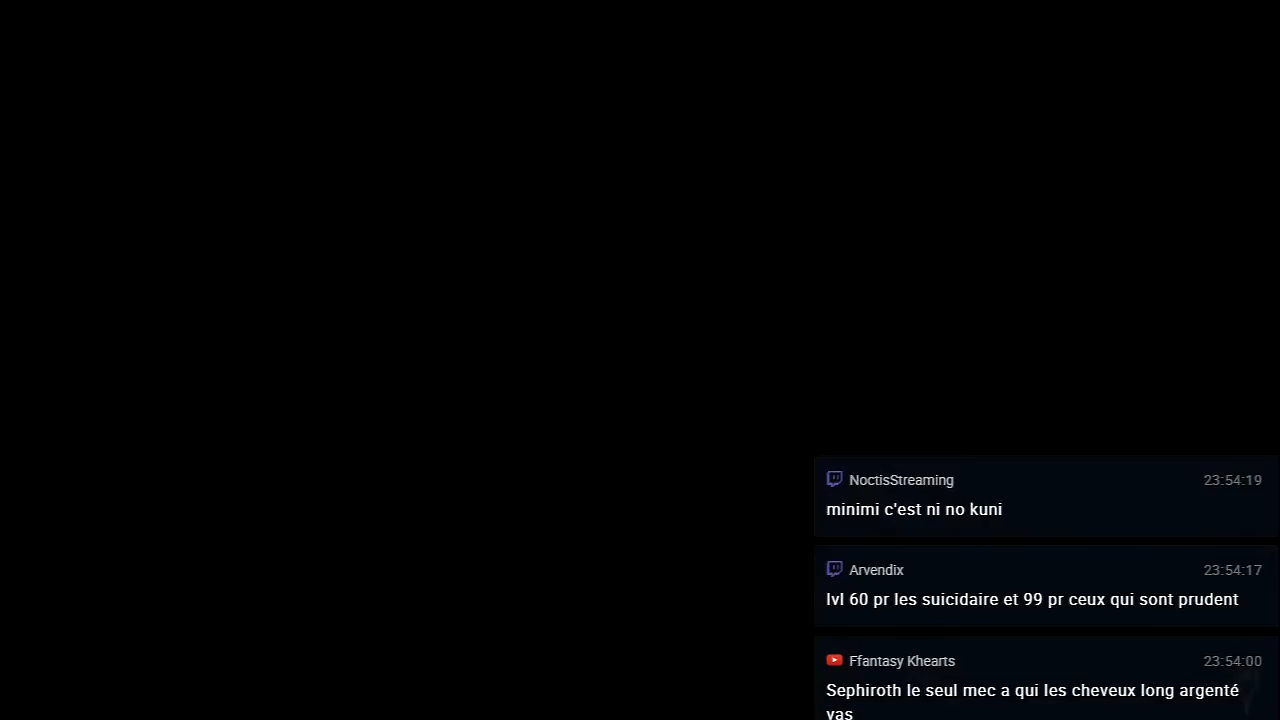 NoctisStreaming 23:54:19
minimi c'est ni no kuni
Arvendix 23:54:17
lvl 60 pr les suicidaire et 99 pr ceux qui sont prudent
Ffantasy Khearts 23:54:00
Sephiroth le seul mec a qui les cheveux long argenté
vas